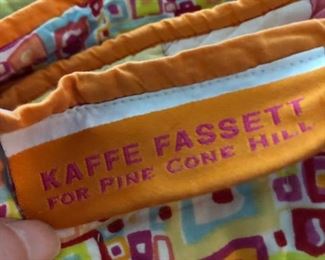 KAFFE FASSETT
FOR PINE CONE HILL